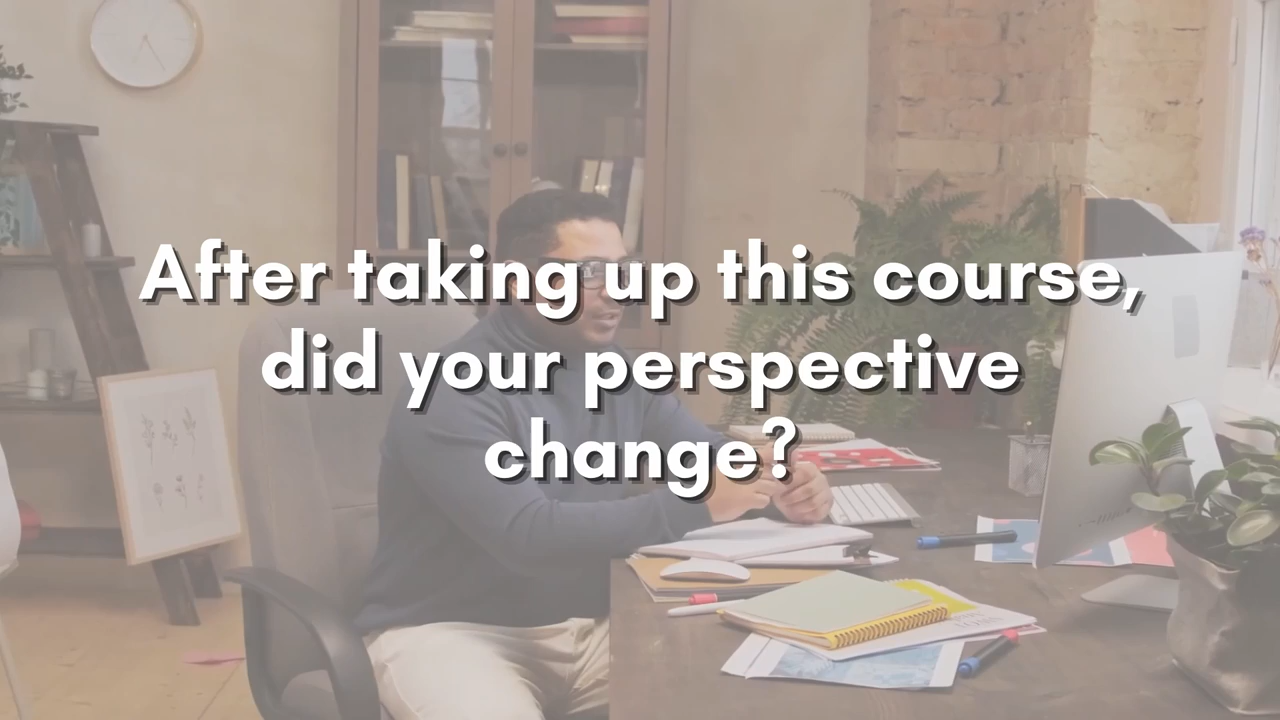 After taking up this course,
did your perspective
change?